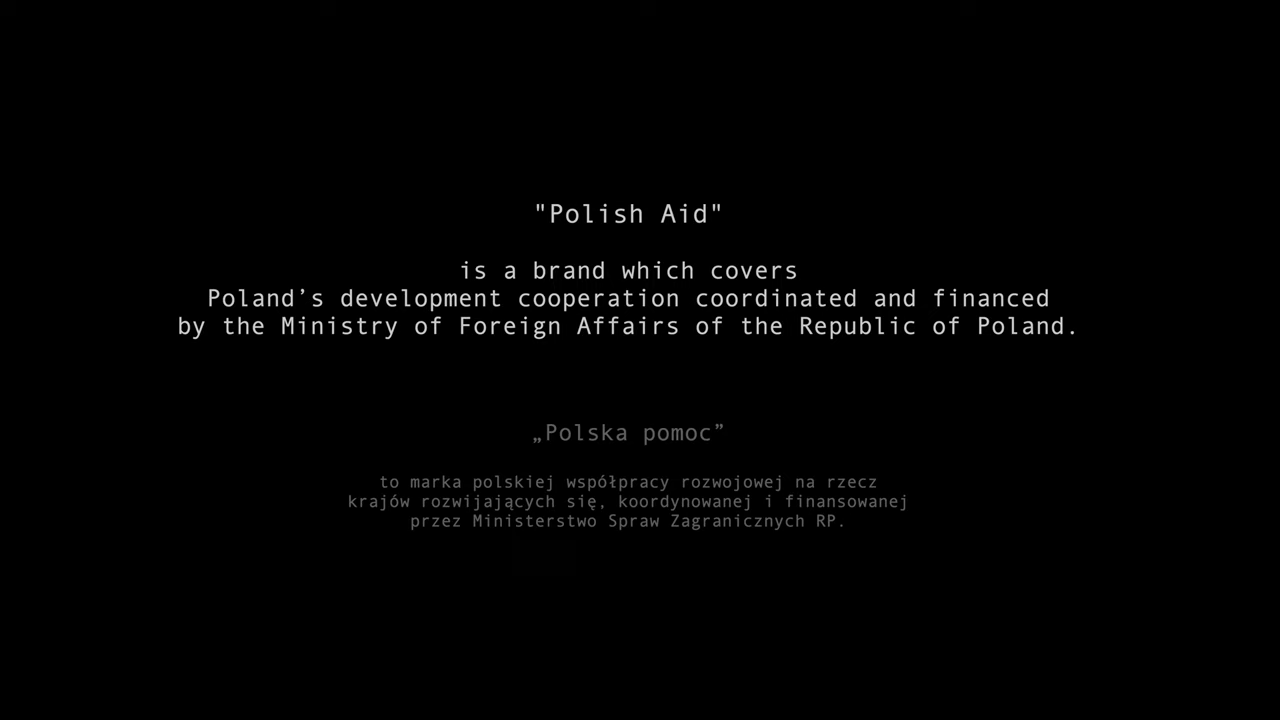 "Polish Aid"
is a brand which covers
Poland’s development cooperation coordinated and financed
by the Ministry of Foreign Affairs of the Republic of Poland.
„Polska pomoc”
to marka polskiej współpracy rozwojowej na rzecz
krajów rozwijających się, koordynowanej i finansowanej
przez Ministerstwo Spraw Zagranicznych RP.